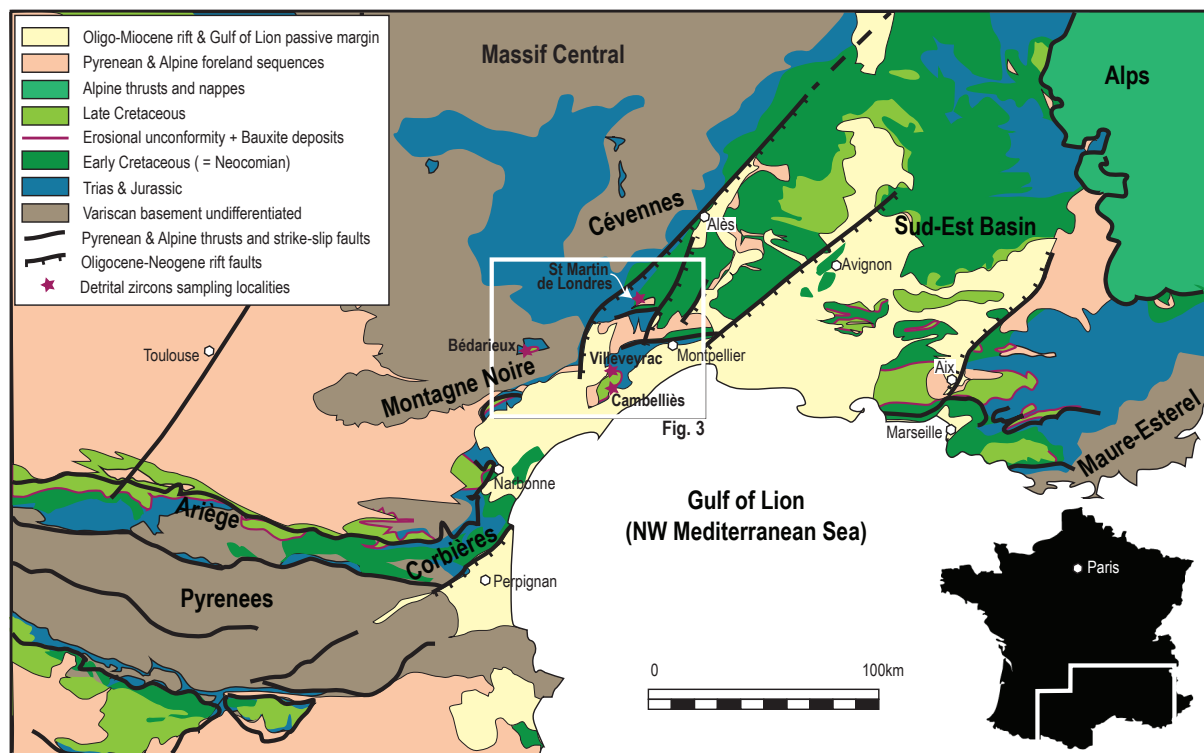 Oligo-Miocene rift & Gulf of Lion passive margin
Pyrenean & Alpine foreland sequences
Alpine thrusts and nappes
Late Cretaceous
Erosional unconformity + Bauxite deposits
Early Cretaceous ( = Neocomian)
Trias & Jurassic
Variscan basement undifferentiated
Pyrenean & Alpine thrusts and strike-slip faults
Oligocene-Neogene rift faults
Detrital zircons sampling localities
Massif Central
Alps
Cévennes
Alès
Sud-Est Basin
Avignon
St Martin
de Londres
Toulouse
Bédarieux
Villeveyrac
Montpellier
Montagne Noire
Cambelliès
Aix
Fig. 3
Marseille
Maure-Esterel
Narbonne
Ariège
Gulf of Lion
(NW Mediterranean Sea)
Corbières
Perpignan
Paris
Pyrenees
0
100km